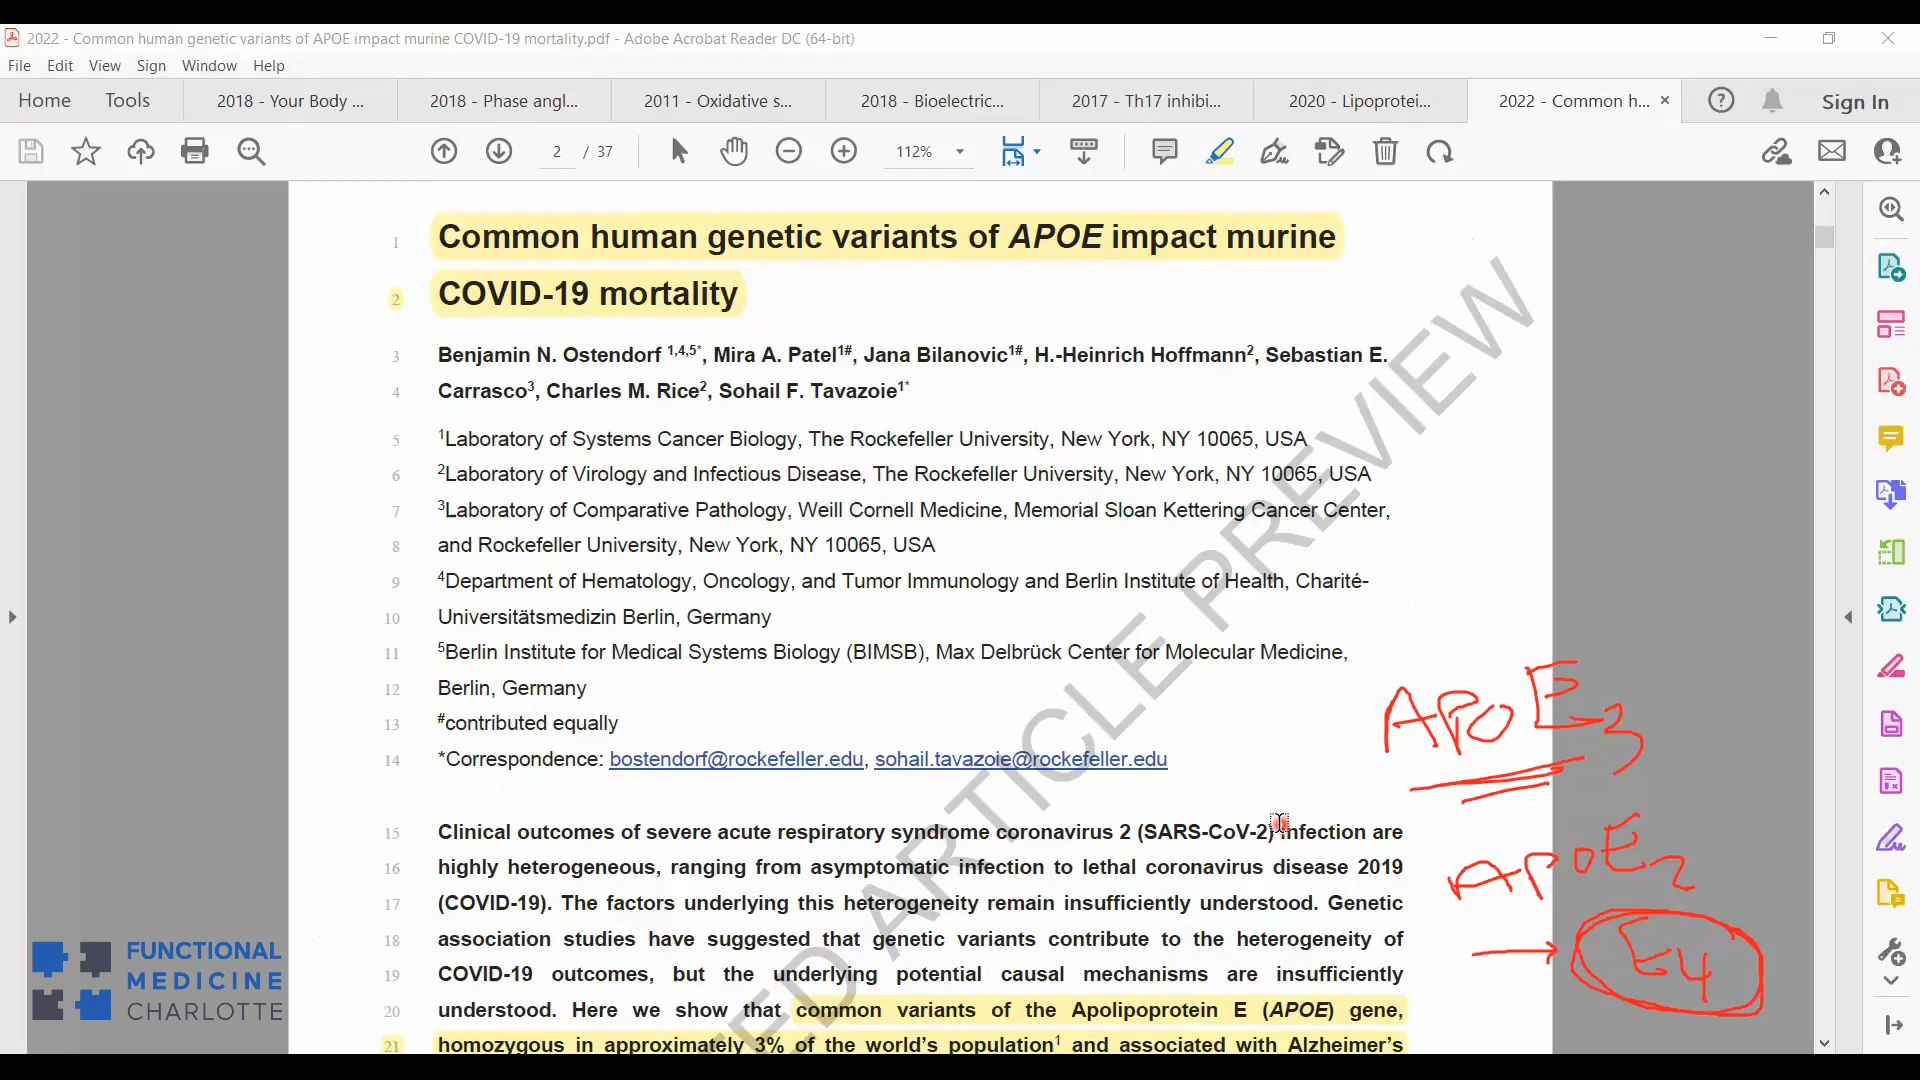 2022 - Common human genetic variants of APOE impact murine COVID-19 mortality.pdf - Adobe Acrobat Reader DC (64-bit)
File Edit View Sign Window Help
Home Tools 2018 - Your Body ... 2018 - Phase angl... 2011 - Oxidative s... 2018 - Bioelectric... 2017 - Th17 inhibi... 2020 - Lipoprotei... 2022 - Common h... × Sign In
2 / 37 112%
1 Common human genetic variants of APOE impact murine
2 COVID-19 mortality
3 Benjamin N. Ostendorf 1,4,5*, Mira A. Patel1#, Jana Bilanovic1#, H.-Heinrich Hoffmann2, Sebastian E.
4 Carrasco3, Charles M. Rice2, Sohail F. Tavazoie1*
5 1Laboratory of Systems Cancer Biology, The Rockefeller University, New York, NY 10065, USA
6 2Laboratory of Virology and Infectious Disease, The Rockefeller University, New York, NY 10065, USA
7 3Laboratory of Comparative Pathology, Weill Cornell Medicine, Memorial Sloan Kettering Cancer Center,
8 and Rockefeller University, New York, NY 10065, USA
9 4Department of Hematology, Oncology, and Tumor Immunology and Berlin Institute of Health, Charité-
10 Universitätsmedizin Berlin, Germany
11 5Berlin Institute for Medical Systems Biology (BIMSB), Max Delbrück Center for Molecular Medicine,
12 Berlin, Germany
13 #contributed equally
14 *Correspondence: bostendorf@rockefeller.edu, sohail.tavazoie@rockefeller.edu
15 Clinical outcomes of severe acute respiratory syndrome coronavirus 2 (SARS-CoV-2) infection are
16 highly heterogeneous, ranging from asymptomatic infection to lethal coronavirus disease 2019
17 (COVID-19). The factors underlying this heterogeneity remain insufficiently understood. Genetic
18 association studies have suggested that genetic variants contribute to the heterogeneity of
19 COVID-19 outcomes, but the underlying potential causal mechanisms are insufficiently
20 understood. Here we show that common variants of the Apolipoprotein E (APOE) gene,
21 homozygous in approximately 3% of the world's population1 and associated with Alzheimer's
TED ARTICLE PREVIEW
APOE3
APOE2
E4
FUNCTIONAL
MEDICINE
CHARLOTTE